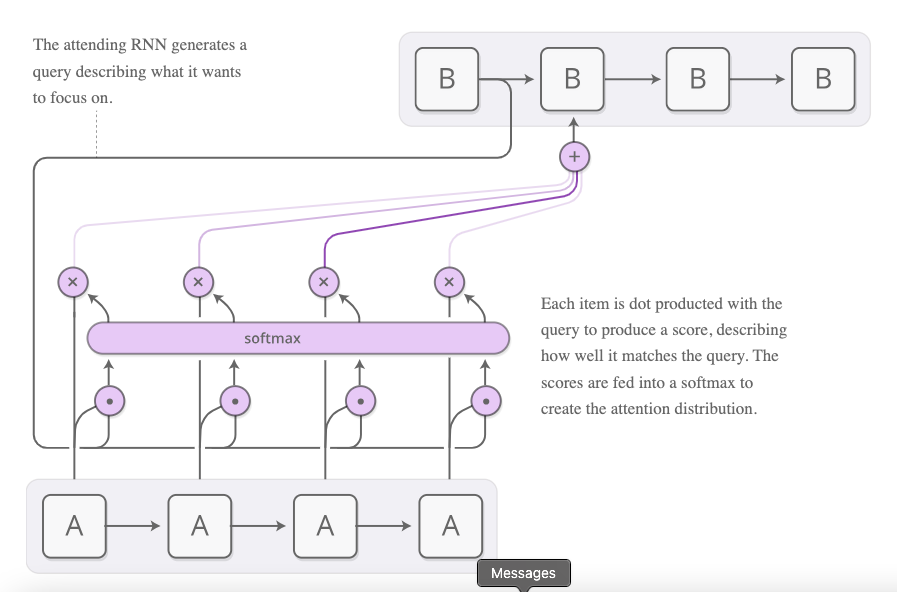 The attending RNN generates a
query describing what it wants
to focus on.
B B B B
+
× × × ×
softmax
Each item is dot producted with the
query to produce a score, describing
how well it matches the query. The
scores are fed into a softmax to
create the attention distribution.
A A A A
Messages